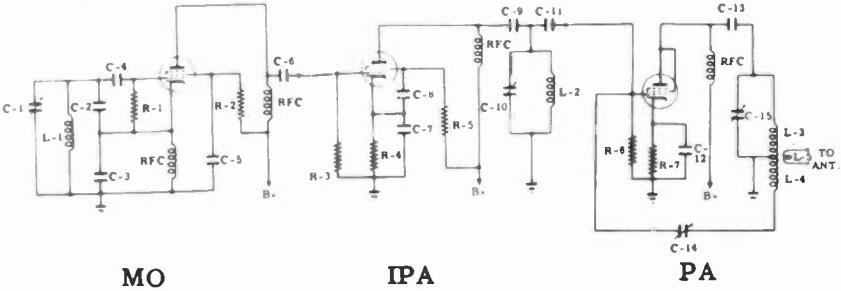 C-1
L-1
C-2
C-3
C-4
R-1
RFC
C-5
R-2
RFC
B+
C-6
R-3
R-4
C-8
C-7
R-5
RFC
B+
C-9
C-11
C-10
L-2
R-6
R-7
C-12
RFC
B+
C-13
C-15
L-3
L-4
TO
ANT.
C-14
MO
IPA
PA